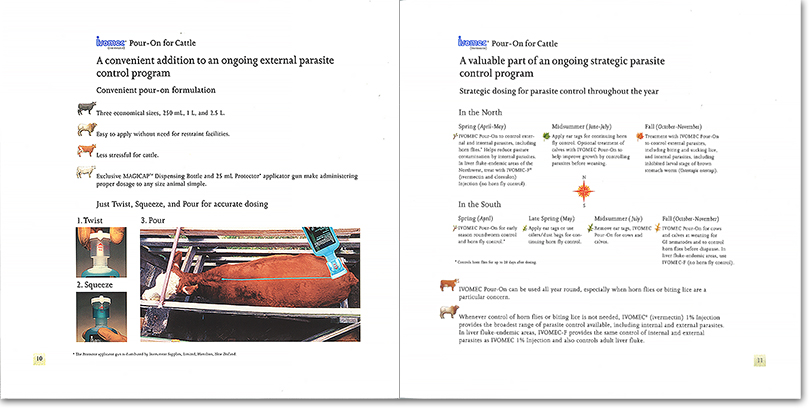 ivomec® Pour-On for Cattle
(ivermectin)
A convenient addition to an ongoing external parasite
control program
Convenient pour-on formulation
Three economical sizes, 250 mL, 1 L, and 2.5 L.
Easy to apply without need for restraint facilities.
Less stressful for cattle.
Exclusive MAGICAP™ Dispensing Bottle and 25 mL Protector* applicator gun make administering
proper dosage to any size animal simple.
Just Twist, Squeeze, and Pour for accurate dosing
1. Twist
3. Pour
2. Squeeze
* The Protector applicator gun is distributed by Instrument Supplies, Limited, Hamilton, New Zealand.
10
ivomec® Pour-On for Cattle
(ivermectin)
A valuable part of an ongoing strategic parasite
control program
Strategic dosing for parasite control throughout the year
In the North
Spring (April-May)
IVOMEC Pour-On to control exter-
nal and internal parasites, including
horn flies.* Helps reduce pasture
contamination by internal parasites.
In liver fluke-endemic areas of the
Northwest, treat with IVOMEC-F®
(ivermectin and clorsulon)
Injection (no horn fly control)
Midsummer (June-July)
Apply ear tags for continuing horn
fly control. Optional treatment of
calves with IVOMEC Pour-On to
help improve growth by controlling
parasites before weaning.
Fall (October-November)
Treatment with IVOMEC Pour-On
to control external parasites,
including biting and sucking lice,
and internal parasites, including
inhibited larval stage of brown
stomach worm (Ostertagia ostertagi).
N
S
In the South
Spring (April)
IVOMEC Pour-On for early
season roundworm control
and horn fly control.*
Late Spring (May)
Apply ear tags or use
oilers/dust bags for con-
tinuing horn fly control.
Midsummer (July)
Remove ear tags, IVOMEC
Pour-On for cows and
calves.
Fall (October-November)
IVOMEC Pour-On for cows
and calves at weaning for
GI nematodes and to control
horn flies before diapause. In
liver fluke-endemic areas, use
IVOMEC-F (no horn fly control).
* Controls horn flies for up to 28 days after dosing.
IVOMEC Pour-On can be used all year round, especially when horn flies or biting lice are a
particular concern.
Whenever control of horn flies or biting lice is not needed, IVOMEC® (ivermectin) 1% Injection
provides the broadest range of parasite control available, including internal and external parasites.
In liver fluke-endemic areas, IVOMEC-F provides the same control of internal and external
parasites as IVOMEC 1% Injection and also controls adult liver fluke.
11